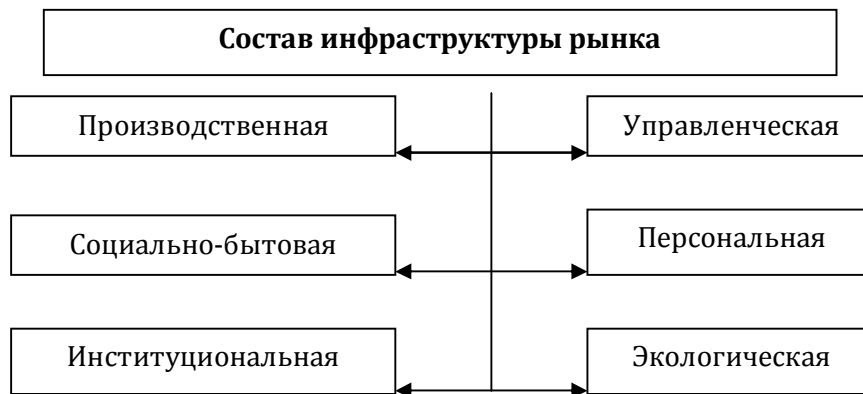 Состав инфраструктуры рынка
Производственная
Управленческая
Социально-бытовая
Персональная
Институциональная
Экологическая